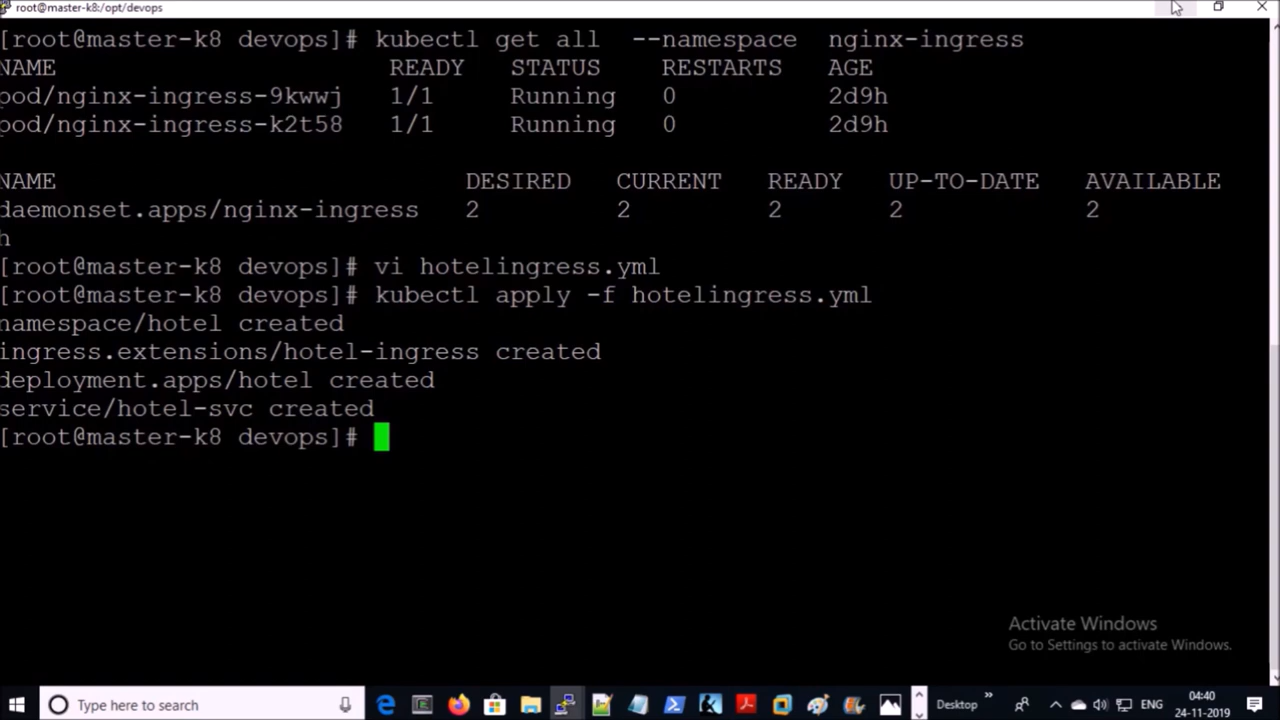 root@master-k8:/opt/devops
[root@master-k8 devops]# kubectl get all  --namespace  nginx-ingress
NAME READY STATUS RESTARTS AGE
pod/nginx-ingress-9kwwj 1/1 Running 0 2d9h
pod/nginx-ingress-k2t58 1/1 Running 0 2d9h
NAME DESIRED CURRENT READY UP-TO-DATE AVAILABLE
daemonset.apps/nginx-ingress 2 2 2 2 2
h
[root@master-k8 devops]# vi hotelingress.yml
[root@master-k8 devops]# kubectl apply -f hotelingress.yml
namespace/hotel created
ingress.extensions/hotel-ingress created
deployment.apps/hotel created
service/hotel-svc created
[root@master-k8 devops]#
Activate Windows
Go to Settings to activate Windows.
Type here to search
Desktop
ENG
04:40
24-11-2019